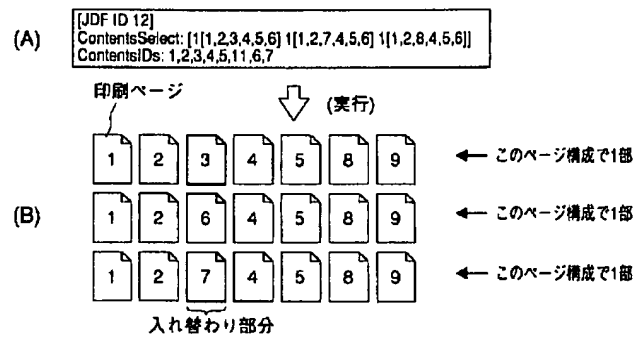 (A)
[JDF ID 12]
ContentsSelect: [1[1,2,3,4,5,6] 1[1,2,7,4,5,6] 1[1,2,8,4,5,6]]
ContentsIDs: 1,2,3,4,5,11,6,7
印刷ページ
(実行)
1 2 3 4 5 8 9 ← このページ構成で1部
(B)
1 2 6 4 5 8 9 ← このページ構成で1部
1 2 7 4 5 8 9 ← このページ構成で1部
入れ替わり部分